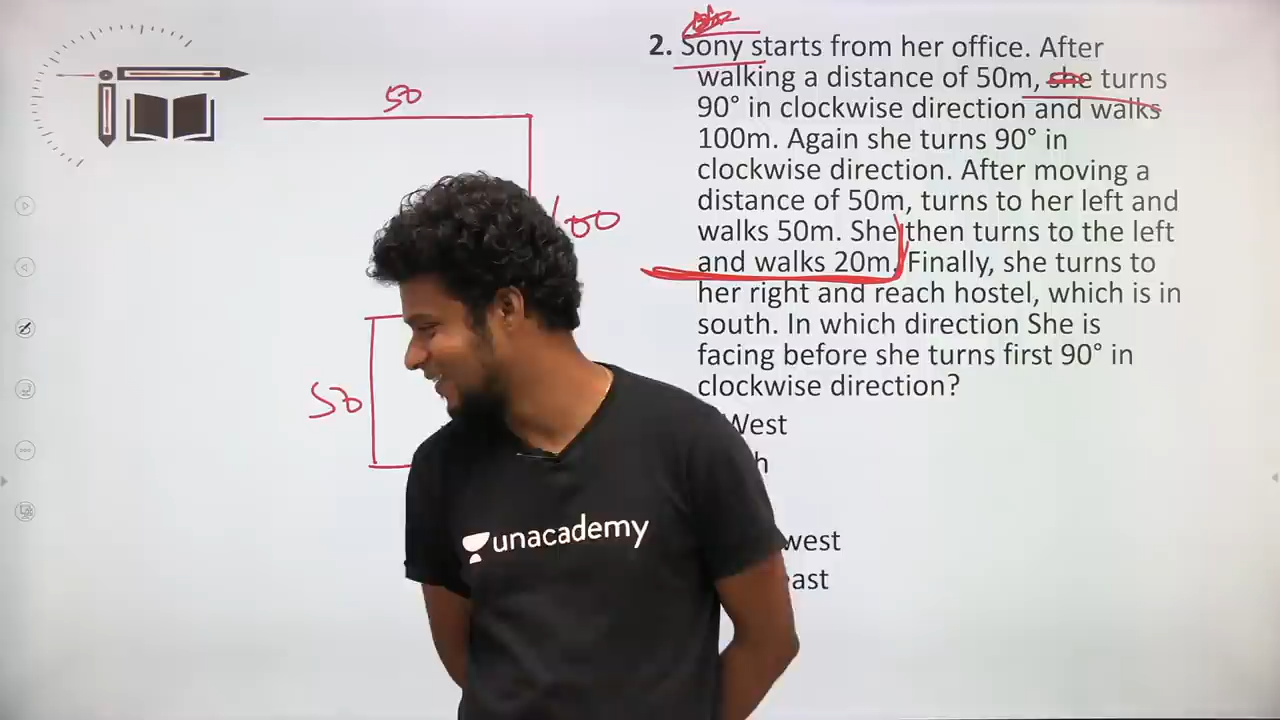 2. Sony starts from her office. After
walking a distance of 50m, she turns
90° in clockwise direction and walks
100m. Again she turns 90° in
clockwise direction. After moving a
distance of 50m, turns to her left and
walks 50m. She then turns to the left
and walks 20m. Finally, she turns to
her right and reach hostel, which is in
south. In which direction She is
facing before she turns first 90° in
clockwise direction?
West
50
100
50
unacademy